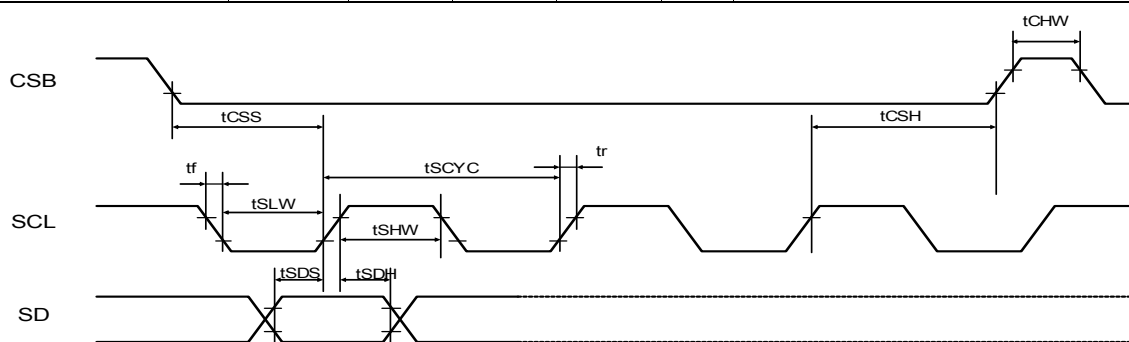 tCHW
CSB
tCSS
tCSH
tf
tSCYC
tr
tSLW
SCL
tSHW
tSDS
tSDH
SD